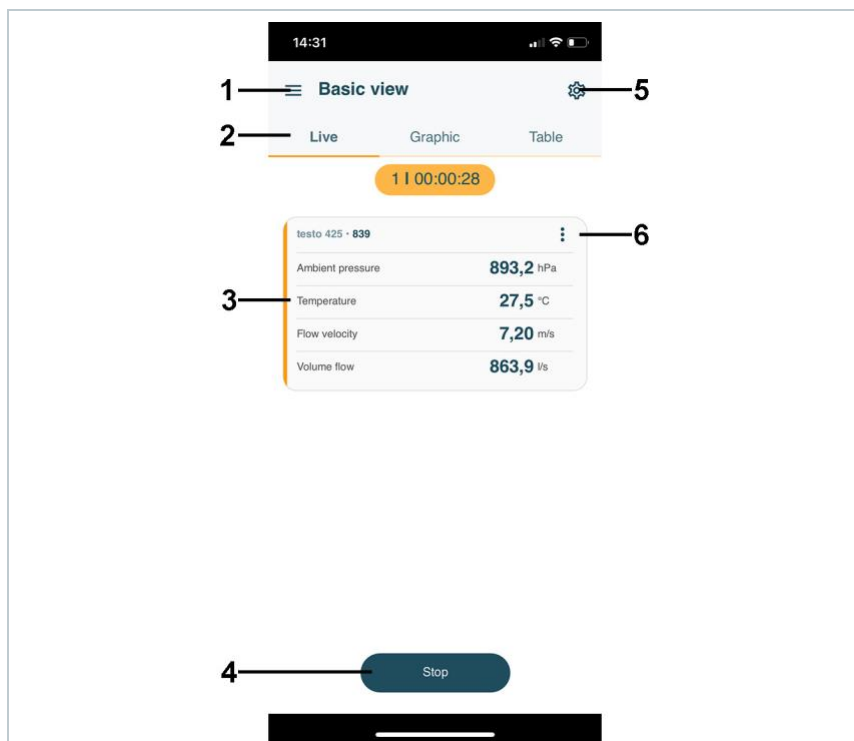 14:31
1 Basic view 5
2 Live Graphic Table
1 I 00:00:28
testo 425 · 839 6
Ambient pressure 893,2 hPa
3 Temperature 27,5 °C
Flow velocity 7,20 m/s
Volume flow 863,9 l/s
4 Stop